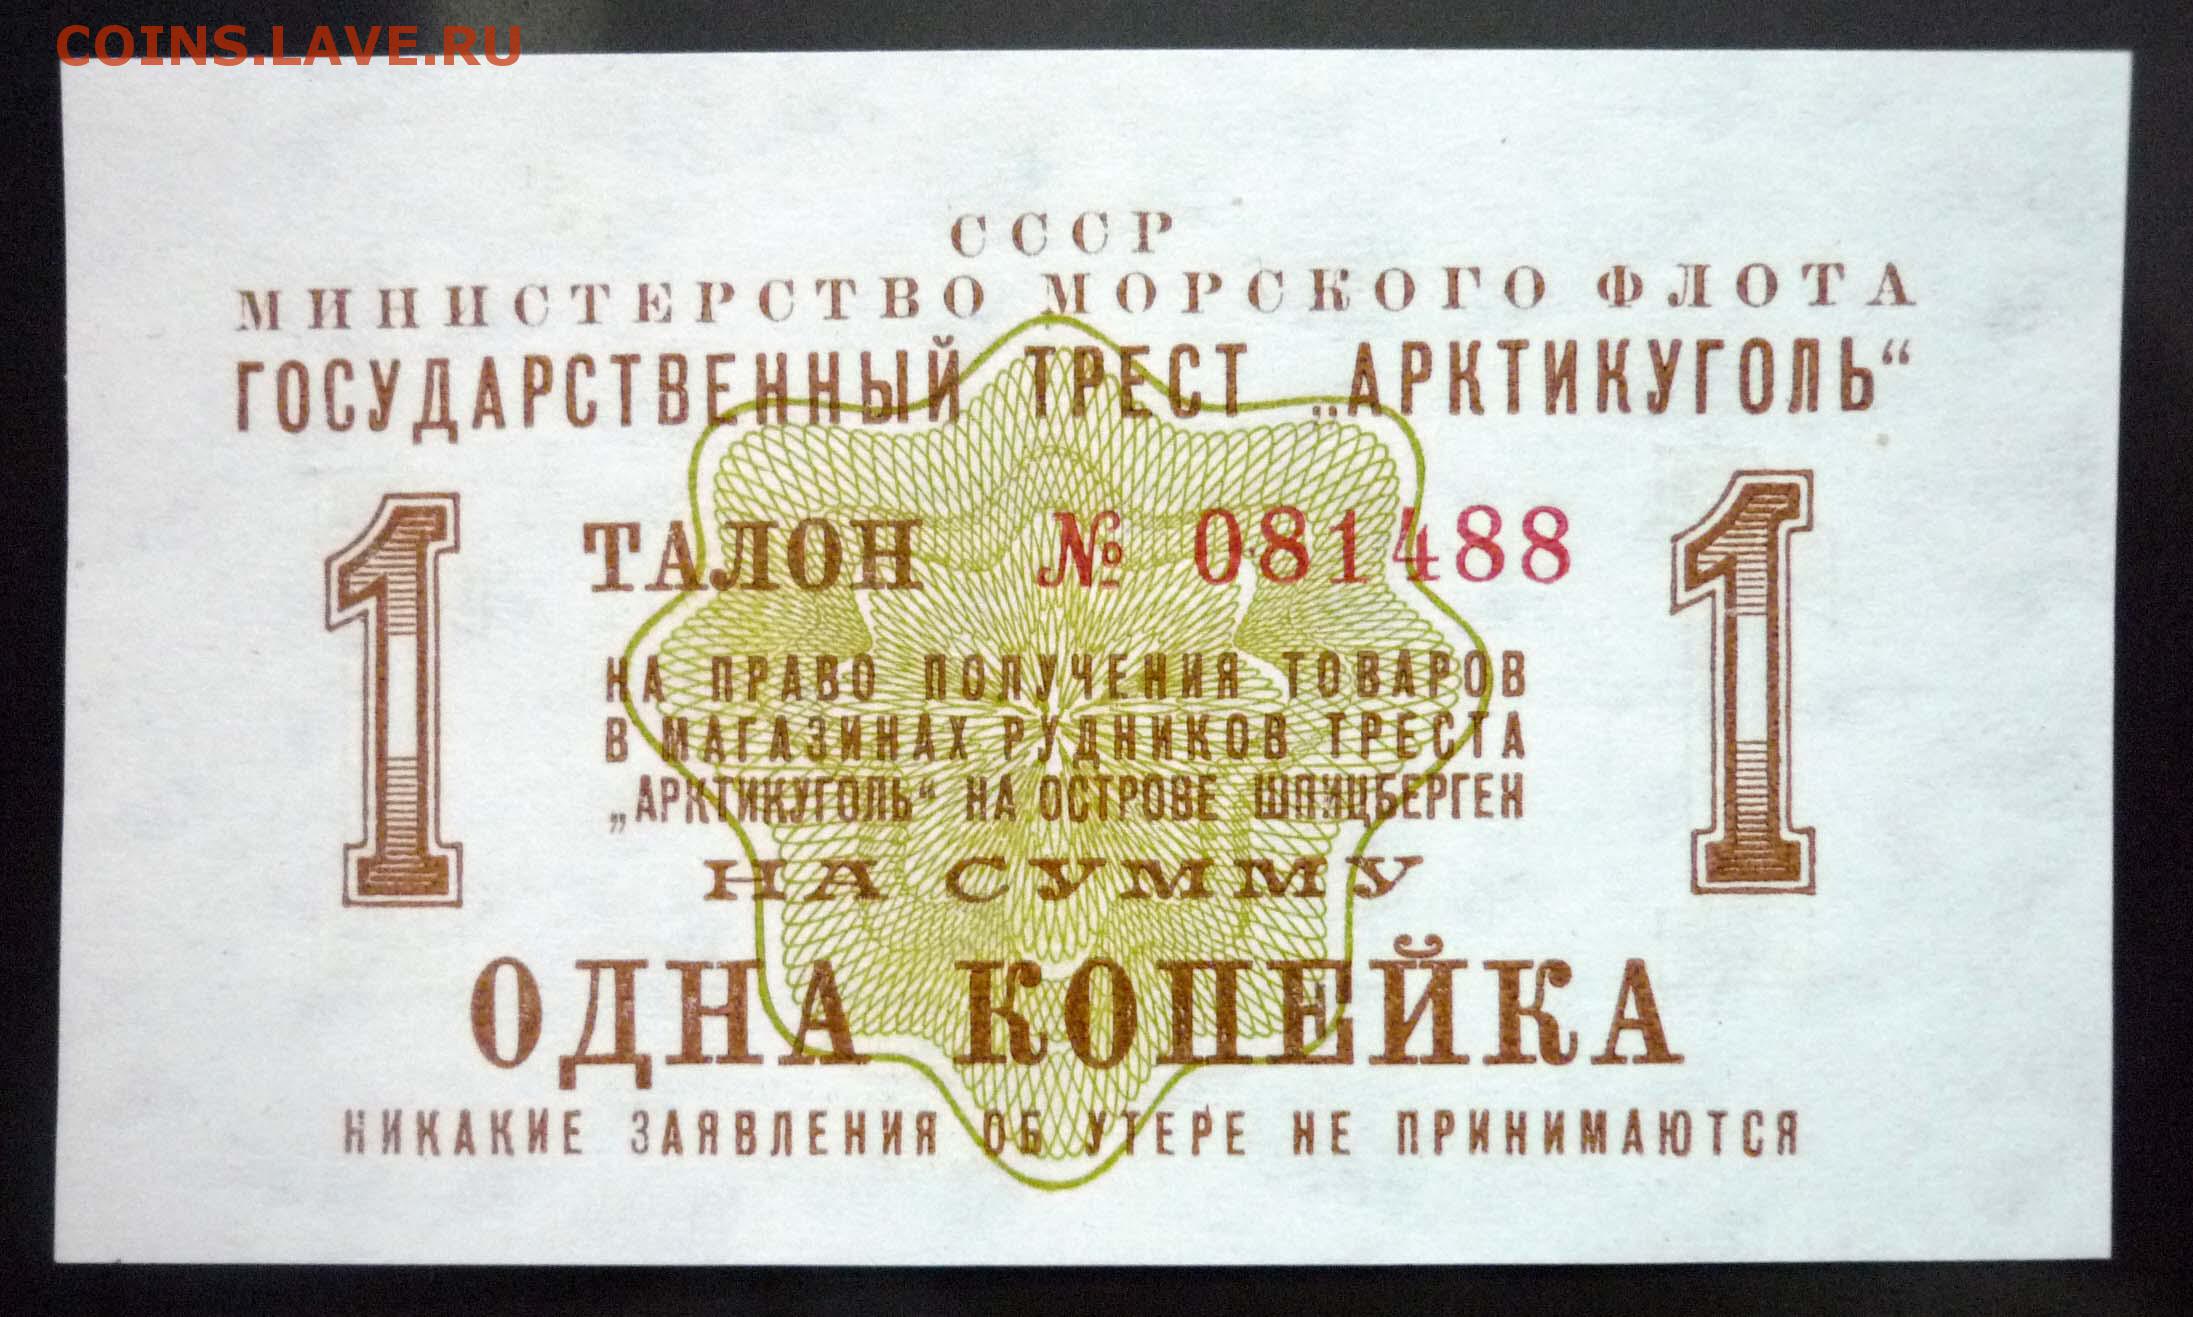 COINS.LAVE.RU
СССР
МИНИСТЕРСТВО МОРСКОГО ФЛОТА
ГОСУДАРСТВЕННЫЙ ТРЕСТ „АРКТИКУГОЛЬ“
1 ТАЛОН № 081488 1
НА ПРАВО ПОЛУЧЕНИЯ ТОВАРОВ
В МАГАЗИНАХ РУДНИКОВ ТРЕСТА
„АРКТИКУГОЛЬ“ НА ОСТРОВЕ ШПИЦБЕРГЕН
НА СУММУ
ОДНА КОПЕЙКА
НИКАКИЕ ЗАЯВЛЕНИЯ ОБ УТЕРЕ НЕ ПРИНИМАЮТСЯ